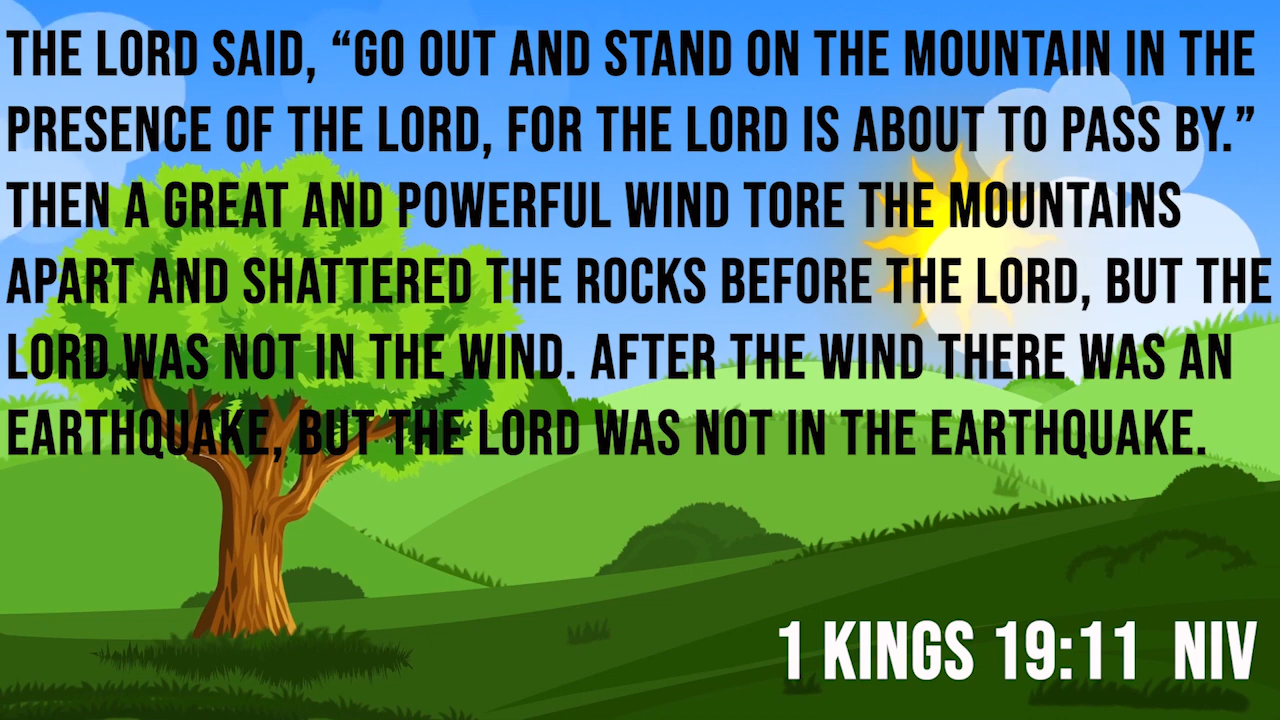 THE LORD SAID, “GO OUT AND STAND ON THE MOUNTAIN IN THE
PRESENCE OF THE LORD, FOR THE LORD IS ABOUT TO PASS BY.”
THEN A GREAT AND POWERFUL WIND TORE THE MOUNTAINS
APART AND SHATTERED THE ROCKS BEFORE THE LORD, BUT THE
LORD WAS NOT IN THE WIND. AFTER THE WIND THERE WAS AN
EARTHQUAKE, BUT THE LORD WAS NOT IN THE EARTHQUAKE.
1 KINGS 19:11 NIV